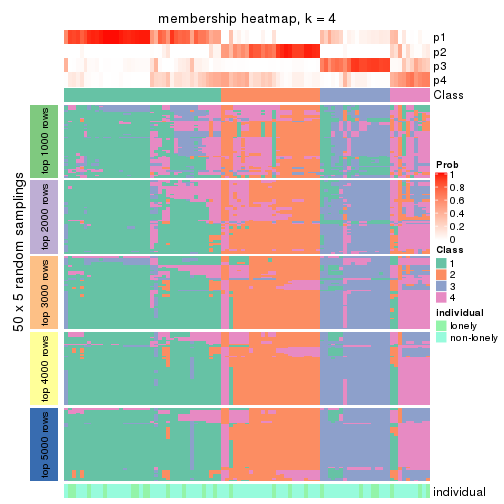 membership heatmap, k = 4
p1
p2
p3
p4
Class
50 x 5 random samplings
top 1000 rows
top 2000 rows
top 3000 rows
top 4000 rows
top 5000 rows
individual
Prob
1
0.8
0.6
0.4
0.2
0
Class
1
2
3
4
individual
lonely
non-lonely